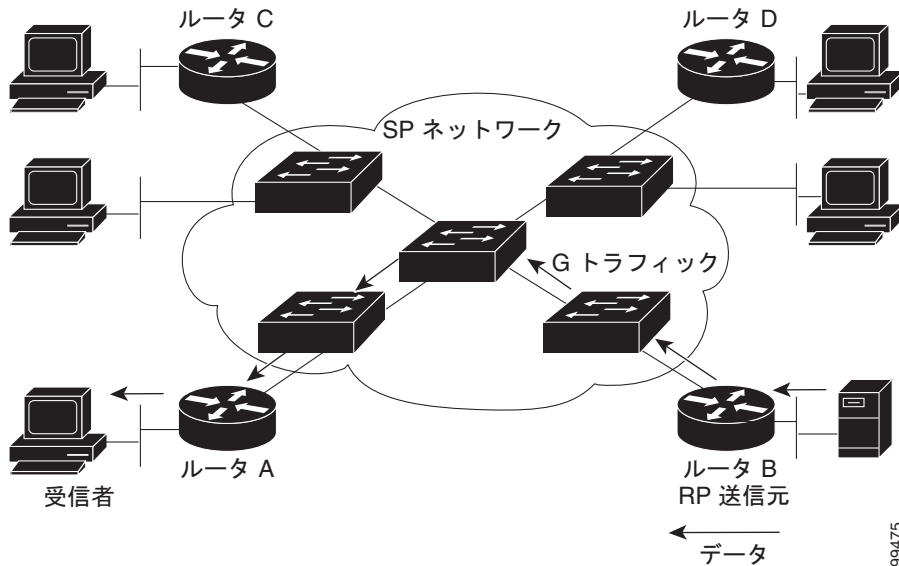 ルータ C
ルータ D
SP ネットワーク
G トラフィック
ルータ A
受信者
ルータ B
RP 送信元
データ
99475